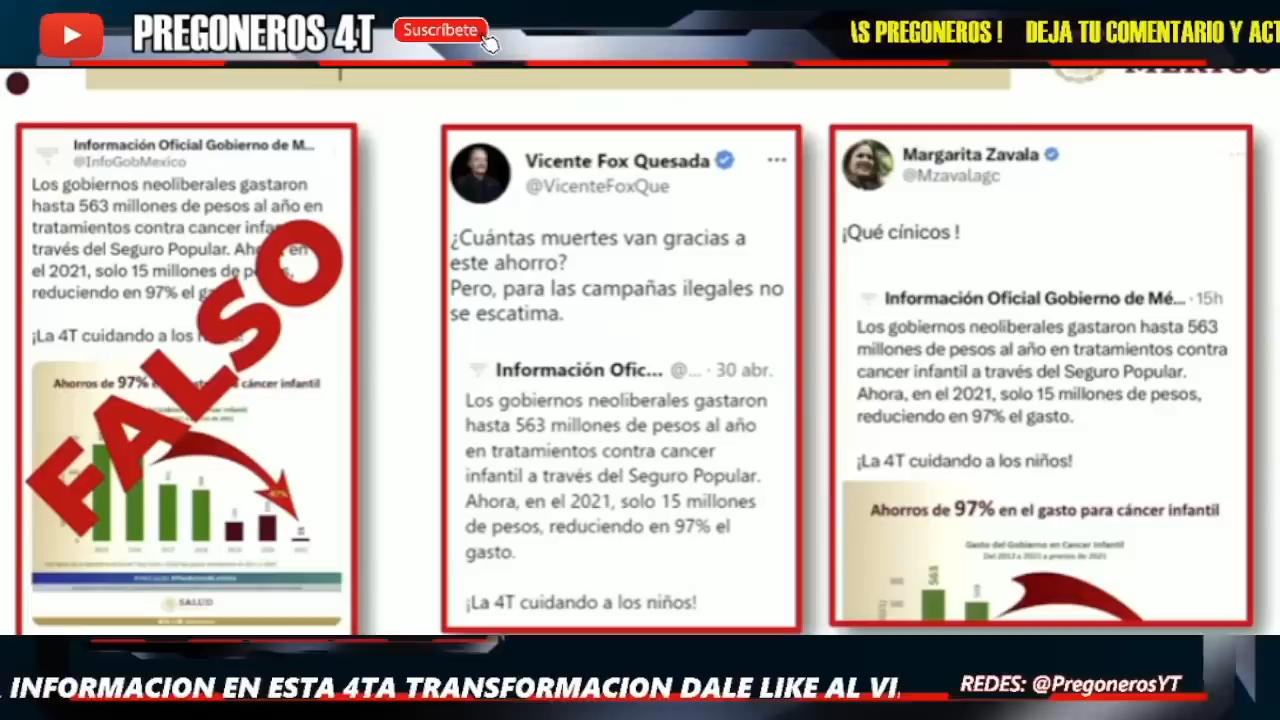 PREGONEROS 4T
Suscríbete
AS PREGONEROS ! DEJA TU COMENTARIO Y ACT
MÉXICO
Información Oficial Gobierno de M...
@InfoGobMexico
Los gobiernos neoliberales gastaron
hasta 563 millones de pesos al año en
tratamientos contra cancer
través del Seguro Popular. en
el 2021, solo 15 millones de
reduciendo en 97% el
¡La 4T cuidando a los
FALSO
Ahorros de 97% cáncer infantil
SALUD
Vicente Fox Quesada
@VicenteFoxQue
¿Cuántas muertes van gracias a
este ahorro?
Pero, para las campañas ilegales no
se escatima.
Información Ofic... @... · 30 abr.
Los gobiernos neoliberales gastaron
hasta 563 millones de pesos al año
en tratamientos contra cancer
infantil a través del Seguro Popular.
Ahora, en el 2021, solo 15 millones
de pesos, reduciendo en 97% el
gasto.
¡La 4T cuidando a los niños!
Margarita Zavala
@Mzavalagc
¡Qué cínicos !
Información Oficial Gobierno de Mé... · 15h
Los gobiernos neoliberales gastaron hasta 563
millones de pesos al año en tratamientos contra
cancer infantil a través del Seguro Popular.
Ahora, en el 2021, solo 15 millones de pesos,
reduciendo en 97% el gasto.
¡La 4T cuidando a los niños!
Ahorros de 97% en el gasto para cáncer infantil
Gasto del Gobierno en Cancer Infantil
563
INFORMACION EN ESTA 4TA TRANSFORMACION DALE LIKE AL VI
REDES: @PregonerosYT